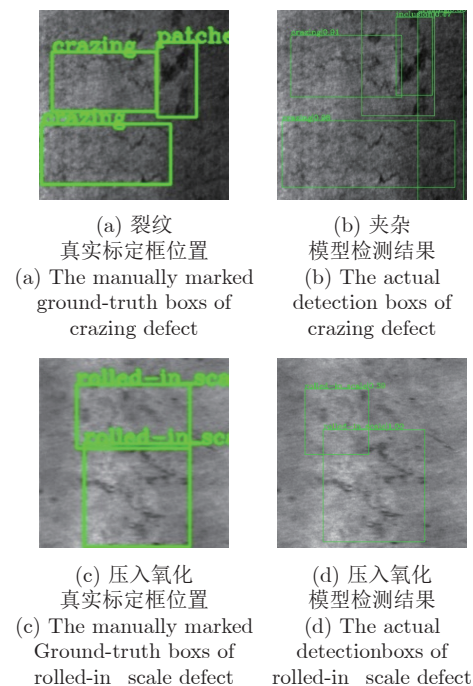 crazing
patche
crazing
(a) 裂纹
真实标定框位置
(a) The manually marked
ground-truth boxs of
crazing defect
(b) 夹杂
模型检测结果
(b) The actual
detection boxs of
crazing defect
rolled-in_sca
rolled-in_sca
(c) 压入氧化
真实标定框位置
(c) The manually marked
Ground-truth boxs of
rolled-in scale defect
(d) 压入氧化
模型检测结果
(d) The actual
detectionboxs of
rolled-in scale defect